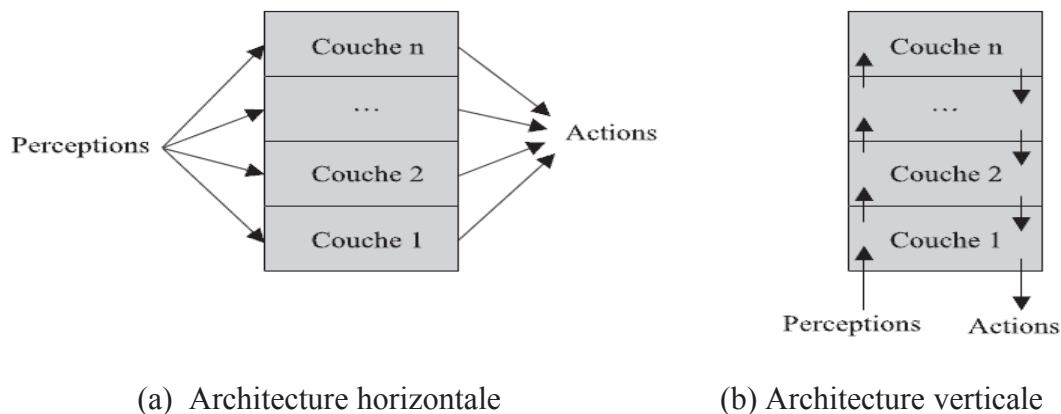 Couche n
...
Couche 2
Couche 1
Perceptions
Actions
Couche n
...
Couche 2
Couche 1
Perceptions Actions
(a) Architecture horizontale
(b) Architecture verticale